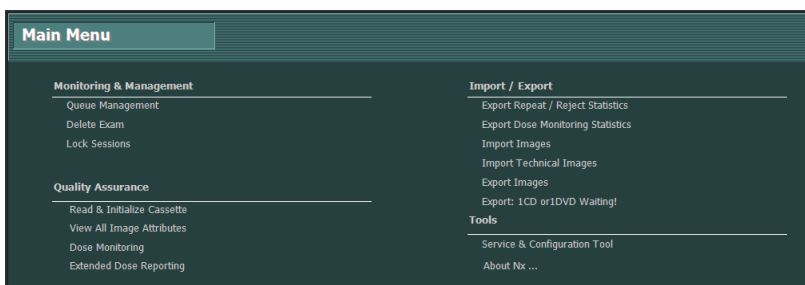 Main Menu
Monitoring & Management
Queue Management
Delete Exam
Lock Sessions
Quality Assurance
Read & Initialize Cassette
View All Image Attributes
Dose Monitoring
Extended Dose Reporting
Import / Export
Export Repeat / Reject Statistics
Export Dose Monitoring Statistics
Import Images
Import Technical Images
Export Images
Export: 1CD or1DVD Waiting!
Tools
Service & Configuration Tool
About Nx ...